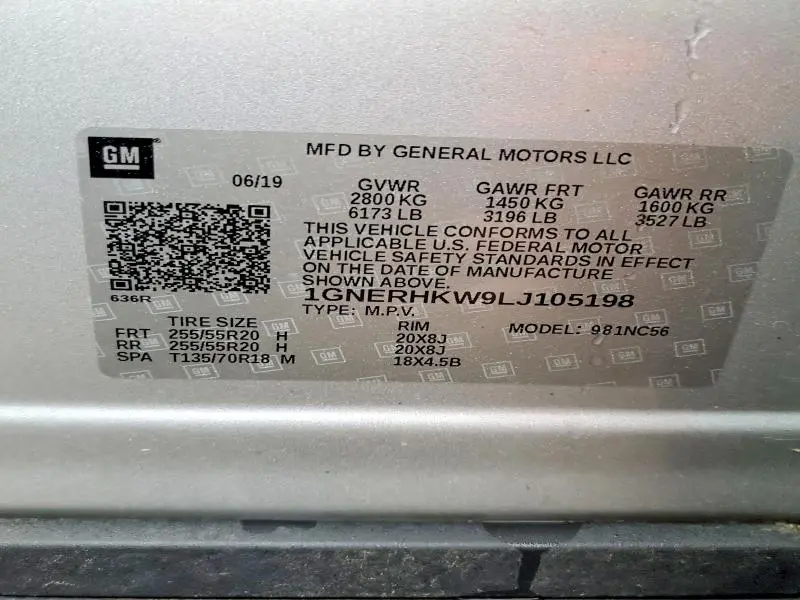 GM
MFD BY GENERAL MOTORS LLC
06/19
GVWR GAWR FRT GAWR RR
2800 KG 1450 KG 1600 KG
6173 LB 3196 LB 3527 LB
THIS VEHICLE CONFORMS TO ALL
APPLICABLE U.S. FEDERAL MOTOR
VEHICLE SAFETY STANDARDS IN EFFECT
ON THE DATE OF MANUFACTURE
SHOWN ABOVE.
636R
1GNERHKW9LJ105198
TYPE: M.P.V. MODEL: 981NC56
TIRE SIZE RIM
FRT 255/55R20 H 20X8J
RR 255/55R20 H 20X8J
SPA T135/70R18 M 18X4.5B